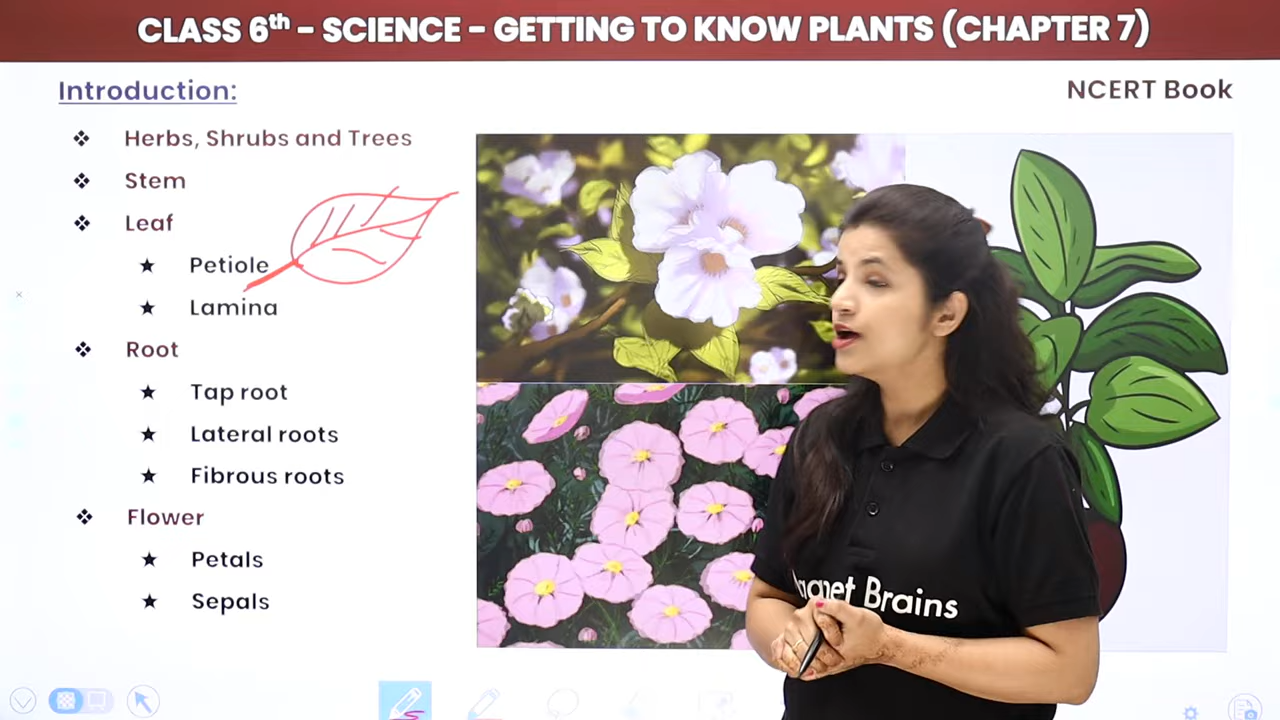 CLASS 6th - SCIENCE - GETTING TO KNOW PLANTS (CHAPTER 7)
Introduction:
NCERT Book
Herbs, Shrubs and Trees
Stem
Leaf
Petiole
Lamina
Root
Tap root
Lateral roots
Fibrous roots
Flower
Petals
Sepals
Brains